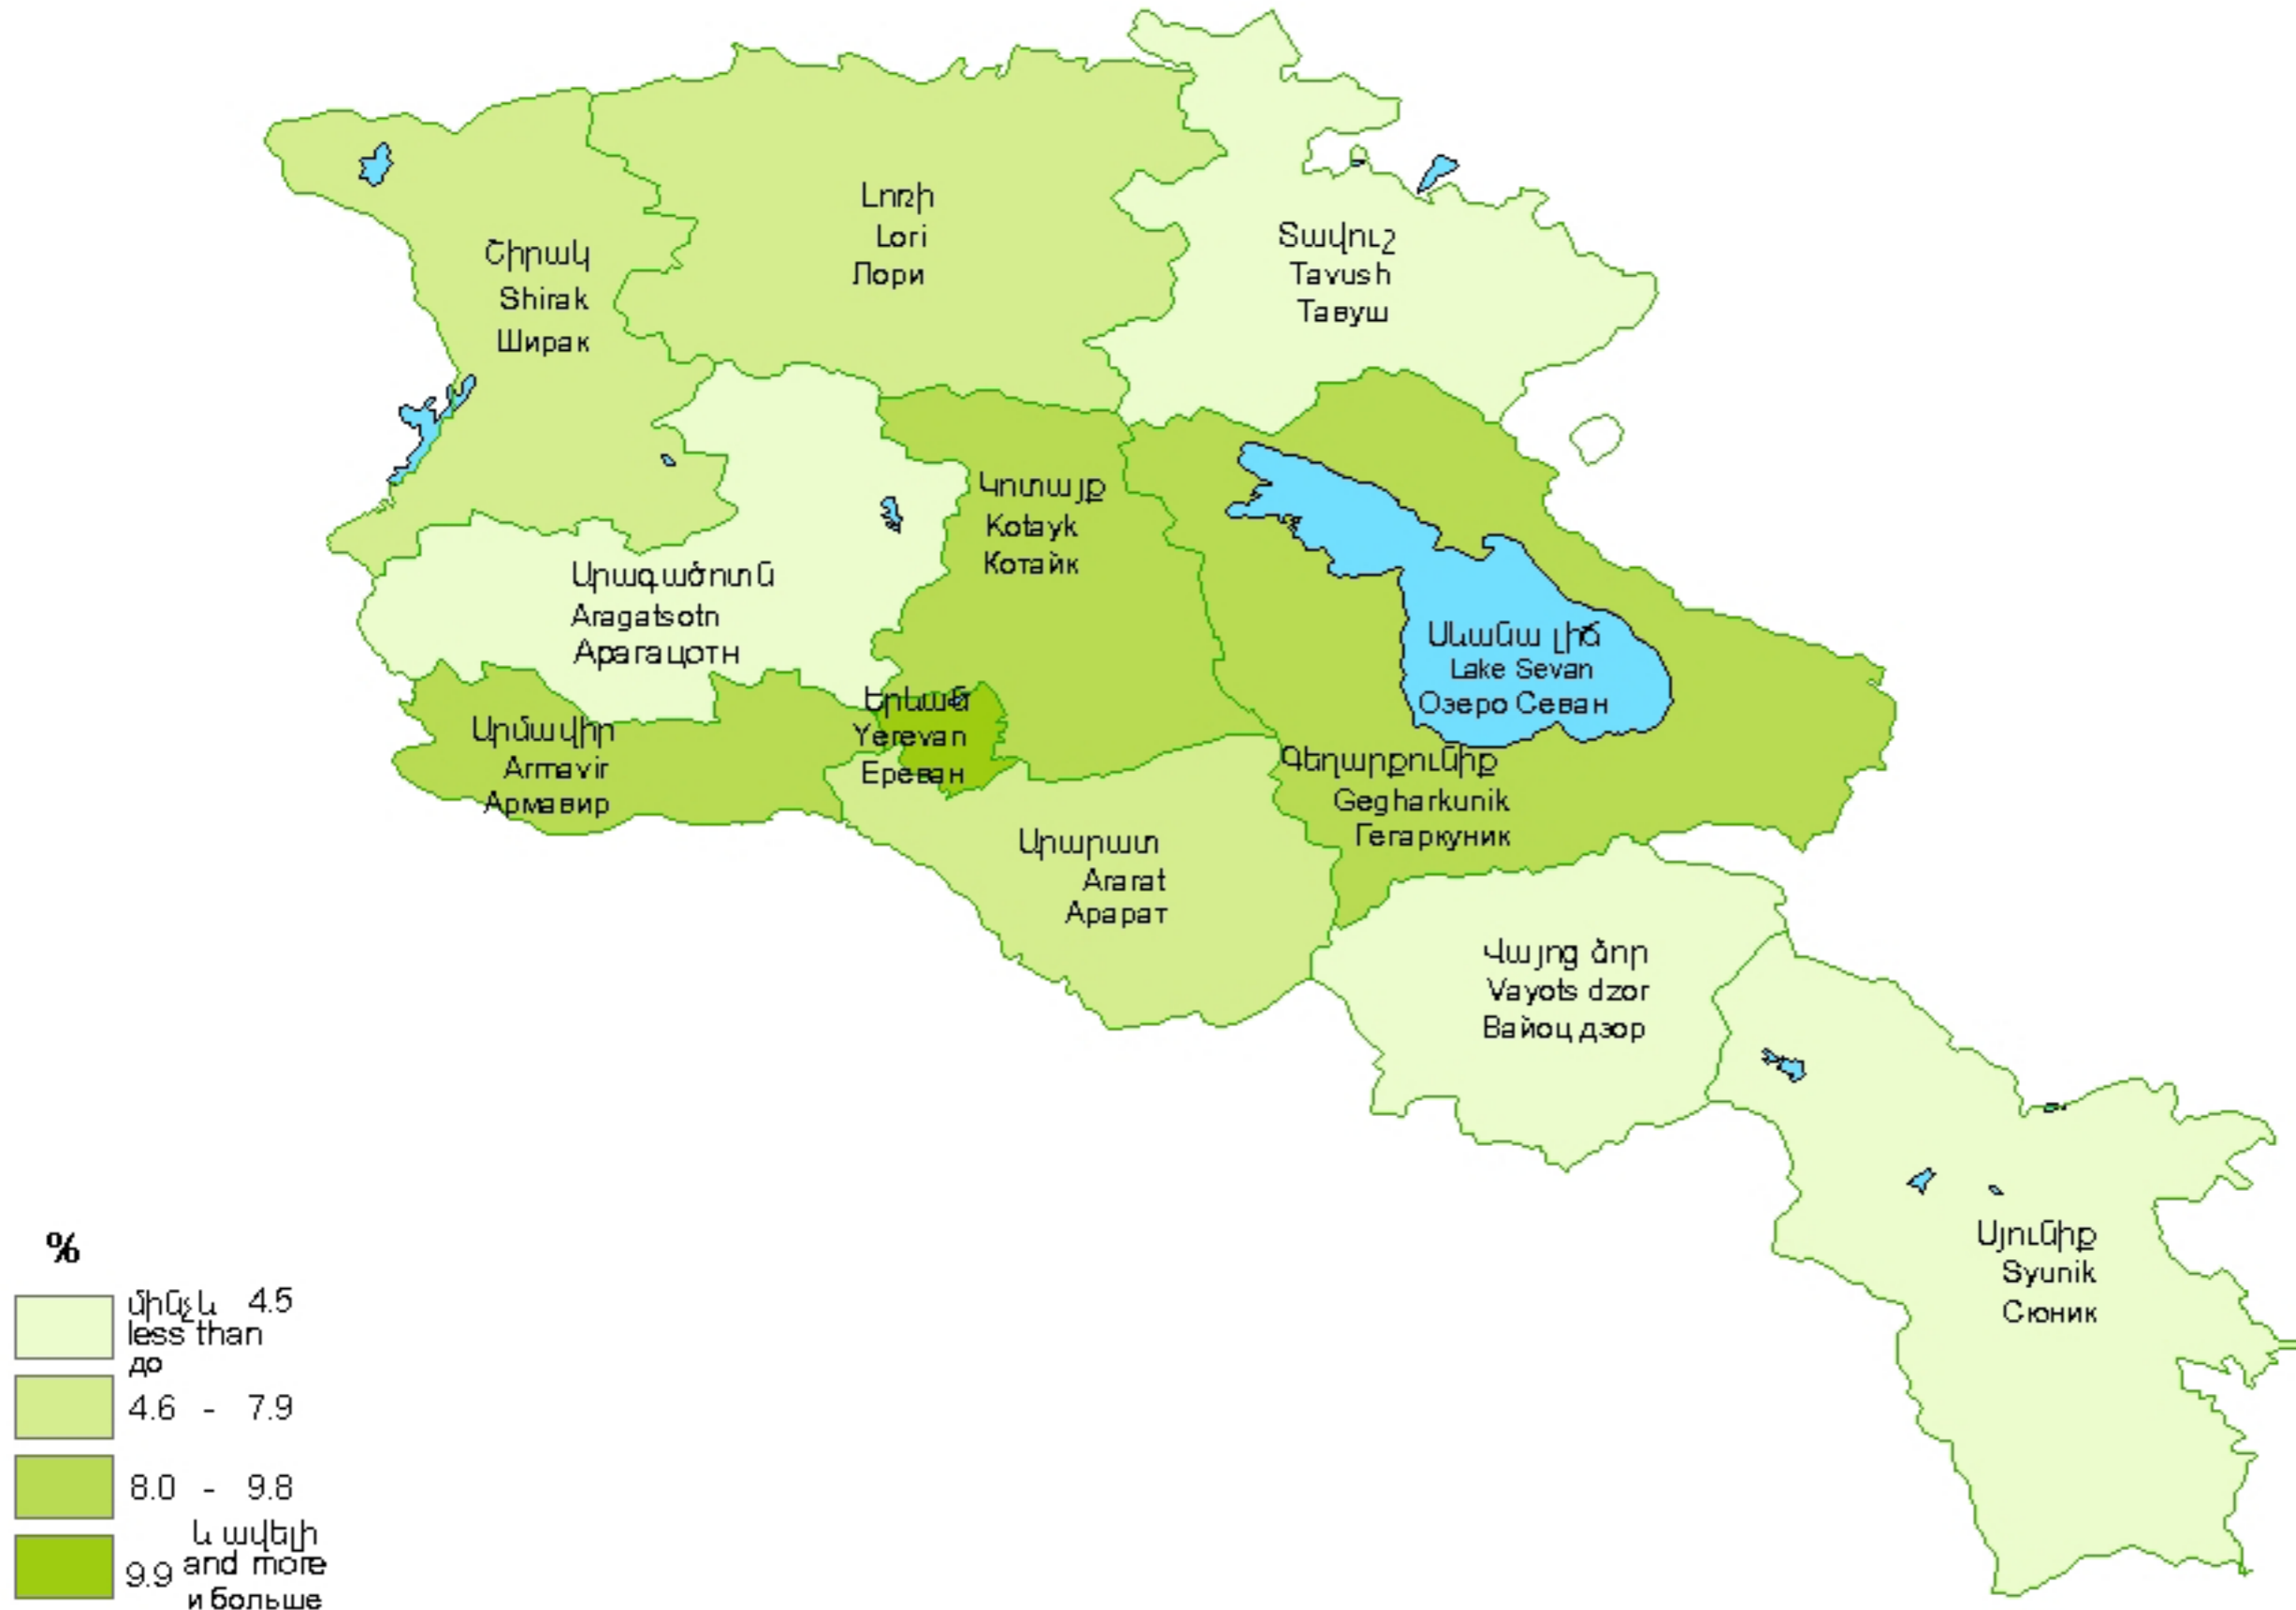 Լոռի
Lori
Лори
Շիրակ
Shirak
Ширак
Տավուշ
Tavush
Тавуш
Կոտայք
Kotayk
Котайк
Արագածոտն
Aragatsotn
Арагацотн
Սևանա լիճ
Lake Sevan
Озеро Севан
Երևան
Yerevan
Ереван
Արմավիր
Armavir
Армавир
Գեղարքունիք
Gegharkunik
Гегаркуник
Արարատ
Ararat
Арарат
Վայոց ձոր
Vayots dzor
Вайоц дзор
Սյունիք
Syunik
Сюник
%
մինչև 4.5
less than
до
4.6 - 7.9
8.0 - 9.8
և ավելի
9.9 and more
и больше